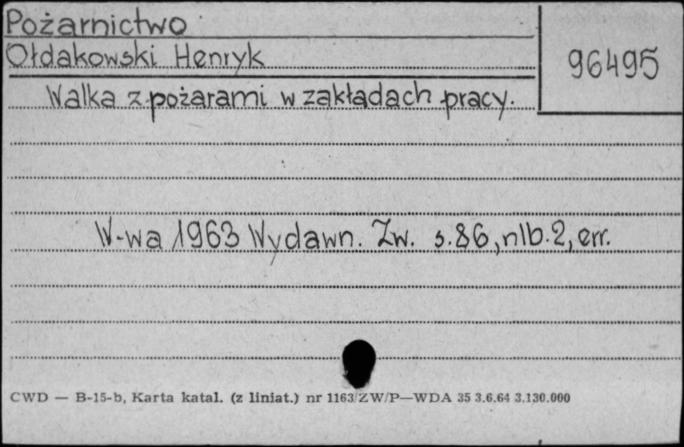 Pożarnictwo
Ołdakowski Henryk
96495
Walka z pożarami w zakładach pracy.
W-wa 1963 Wydawn. Zw. s.86, nlb.2, err.
CWD — B-15-b, Karta katal. (z liniat.) nr 1163/ZW/P—WDA 35 3.6.64 3.130.000